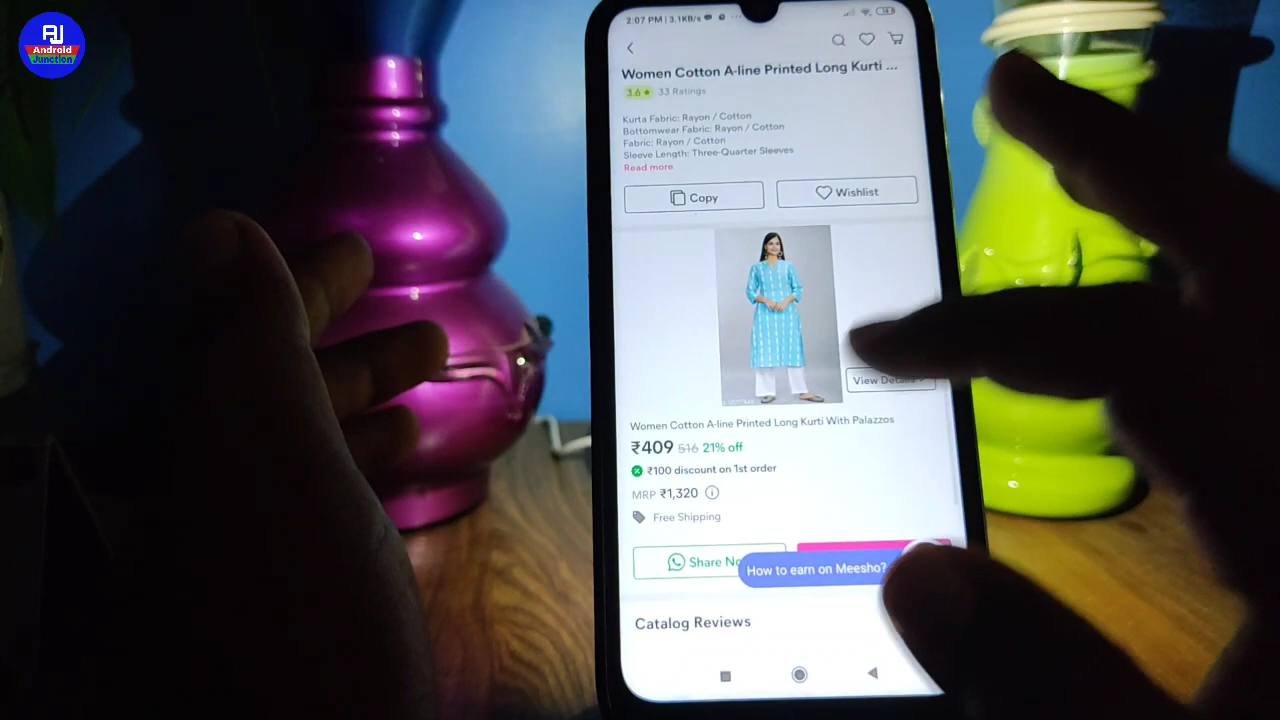 AJ
Android
Junction
2:07 PM | 3.1KB/s
Women Cotton A-line Printed Long Kurti ...
3.6 ★ 33 Ratings
Kurta Fabric: Rayon / Cotton
Bottomwear Fabric: Rayon / Cotton
Fabric: Rayon / Cotton
Sleeve Length: Three-Quarter Sleeves
Read more
Copy
Wishlist
View Details
Women Cotton A-line Printed Long Kurti With Palazzos
₹409 516 21% off
₹100 discount on 1st order
MRP ₹1,320
Free Shipping
Share No
How to earn on Meesho?
Catalog Reviews